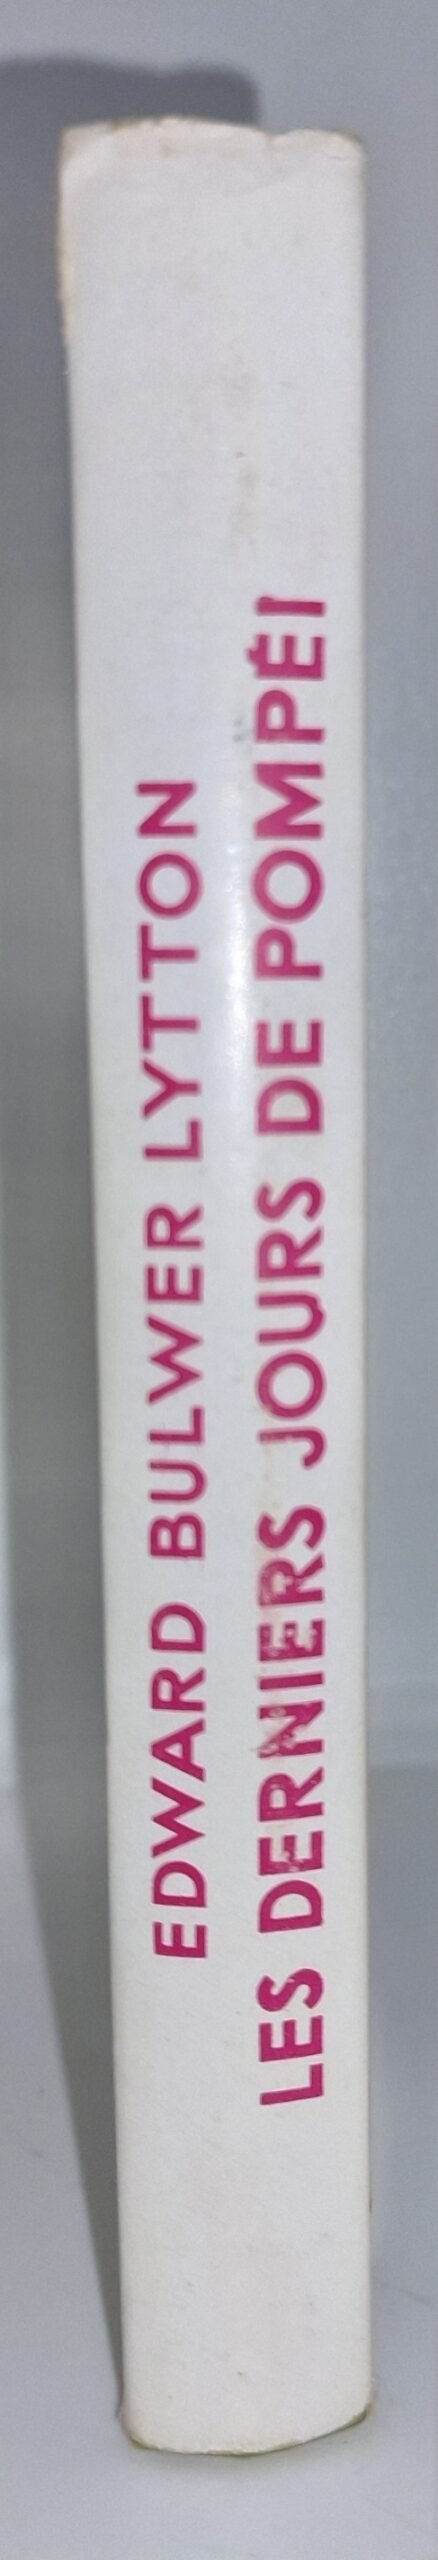 EDWARD BULWER LYTTON
LES DERNIERS JOURS DE POMPÉI